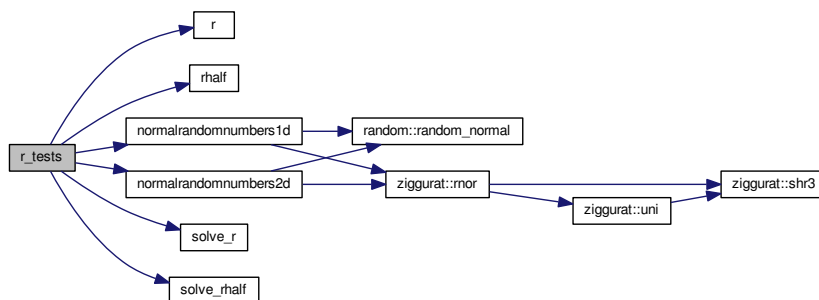 r
rhalf
normalrandomnumbers1d
random::random_normal
r_tests
normalrandomnumbers2d
ziggurat::rnor
ziggurat::shr3
ziggurat::uni
solve_r
solve_rhalf